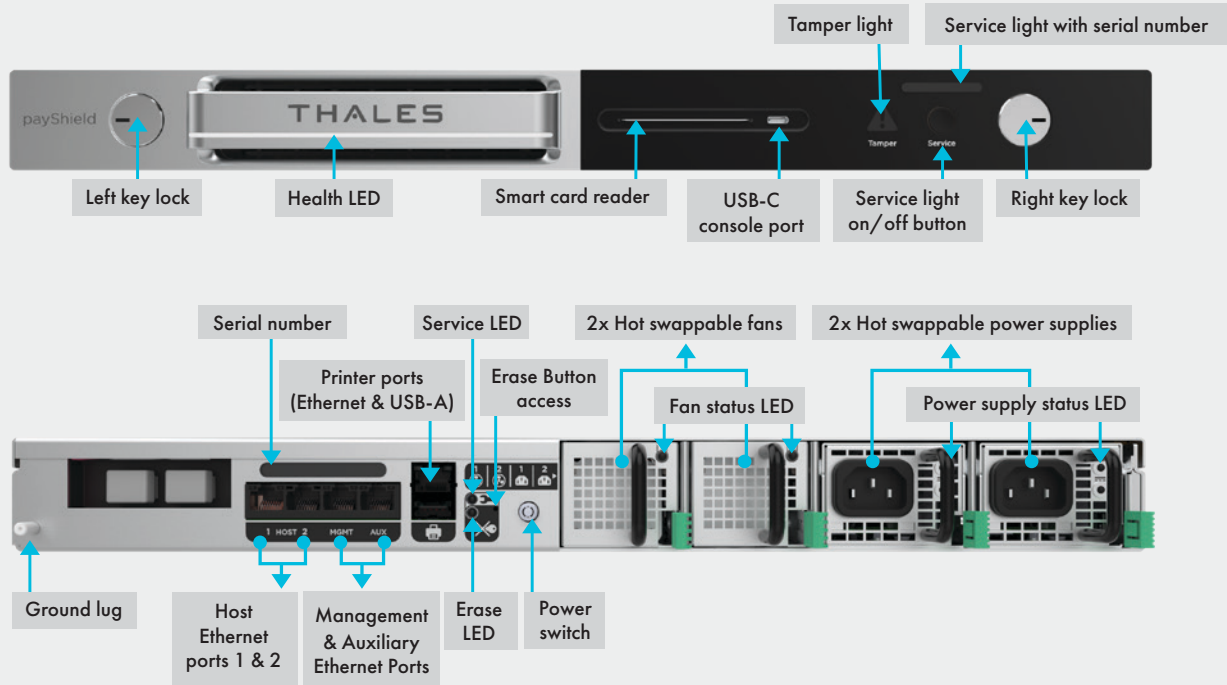 Tamper light
Service light with serial number
payShield
THALES
Tamper
Service
Left key lock
Health LED
Smart card reader
USB-C
console port
Service light
on/off button
Right key lock
Serial number
Service LED
2x Hot swappable fans
2x Hot swappable power supplies
Printer ports
(Ethernet & USB-A)
Erase Button
access
Fan status LED
Power supply status LED
1 2 1 2
1 HOST 2 MGMT AUX
Ground lug
Host
Ethernet
ports 1 & 2
Management
& Auxiliary
Ethernet Ports
Erase
LED
Power
switch